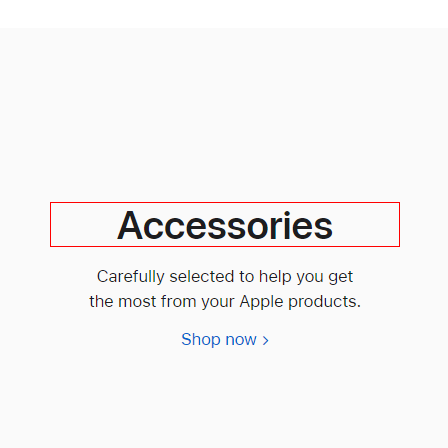 Accessories
Carefully selected to help you get
the most from your Apple products.
Shop now >